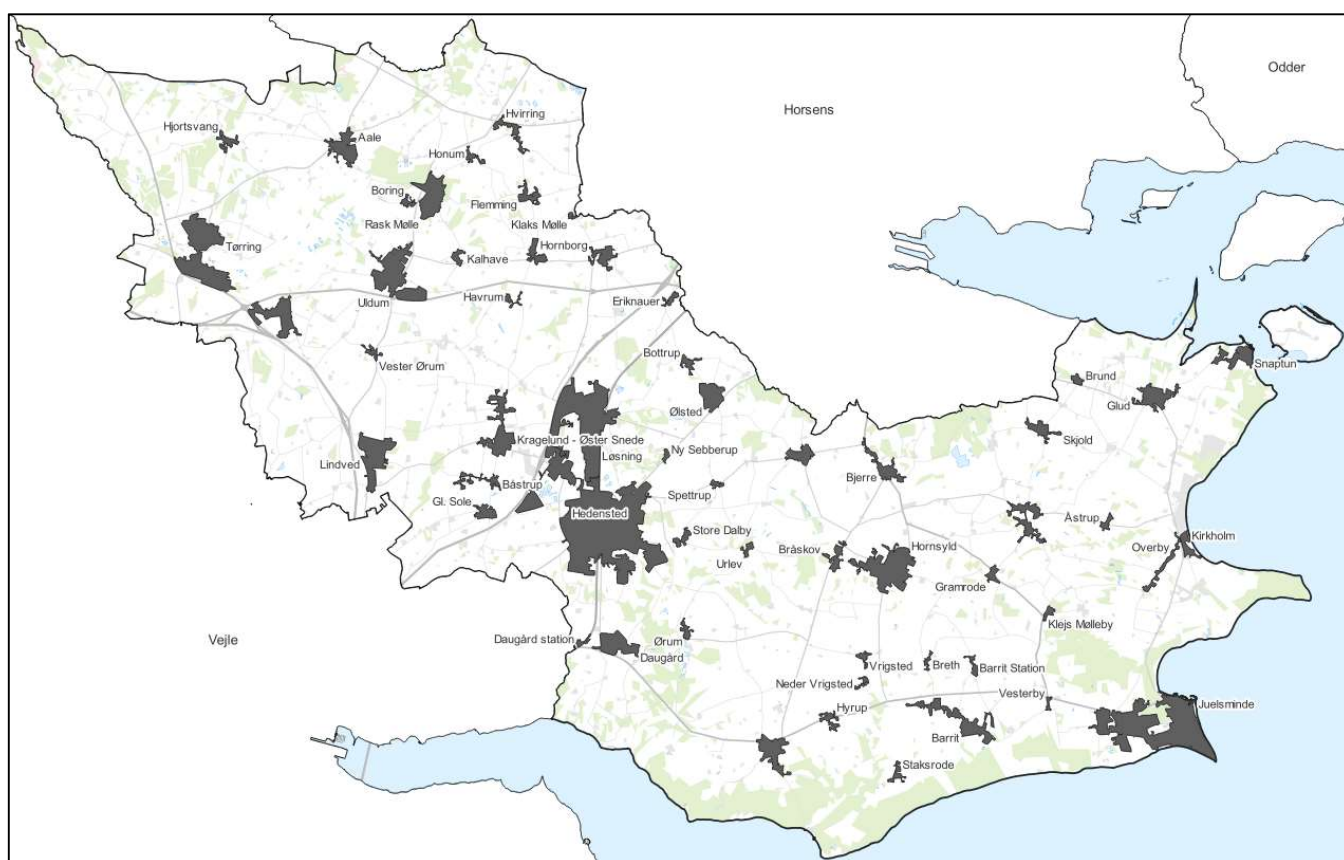 Odder
Horsens
Hvirring
Hjortsvang
Aale
Honum
Boring
Flemming
Rask Mølle
Klaks Mølle
Tørring
Hornborg
Kalhave
Uldum
Havrum
Eriknauer
Bottrup
Vester Ørum
Snaptun
Brund
Glud
Ølsted
Skjold
Kragelund - Øster Snede
Løsning
Ny Sebberup
Lindved
Bjerre
Båstrup
Spettrup
Gl. Sole
Hedensted
Åstrup
Store Dalby
Kirkholm
Bråskov
Hornsyld
Overby
Urlev
Gramrode
Klejs Mølleby
Vejle
Daugård station
Ørum
Daugård
Vrigsted
Breth
Barrit Station
Neder Vrigsted
Vesterby
Juelsminde
Hyrup
Barrit
Staksrode